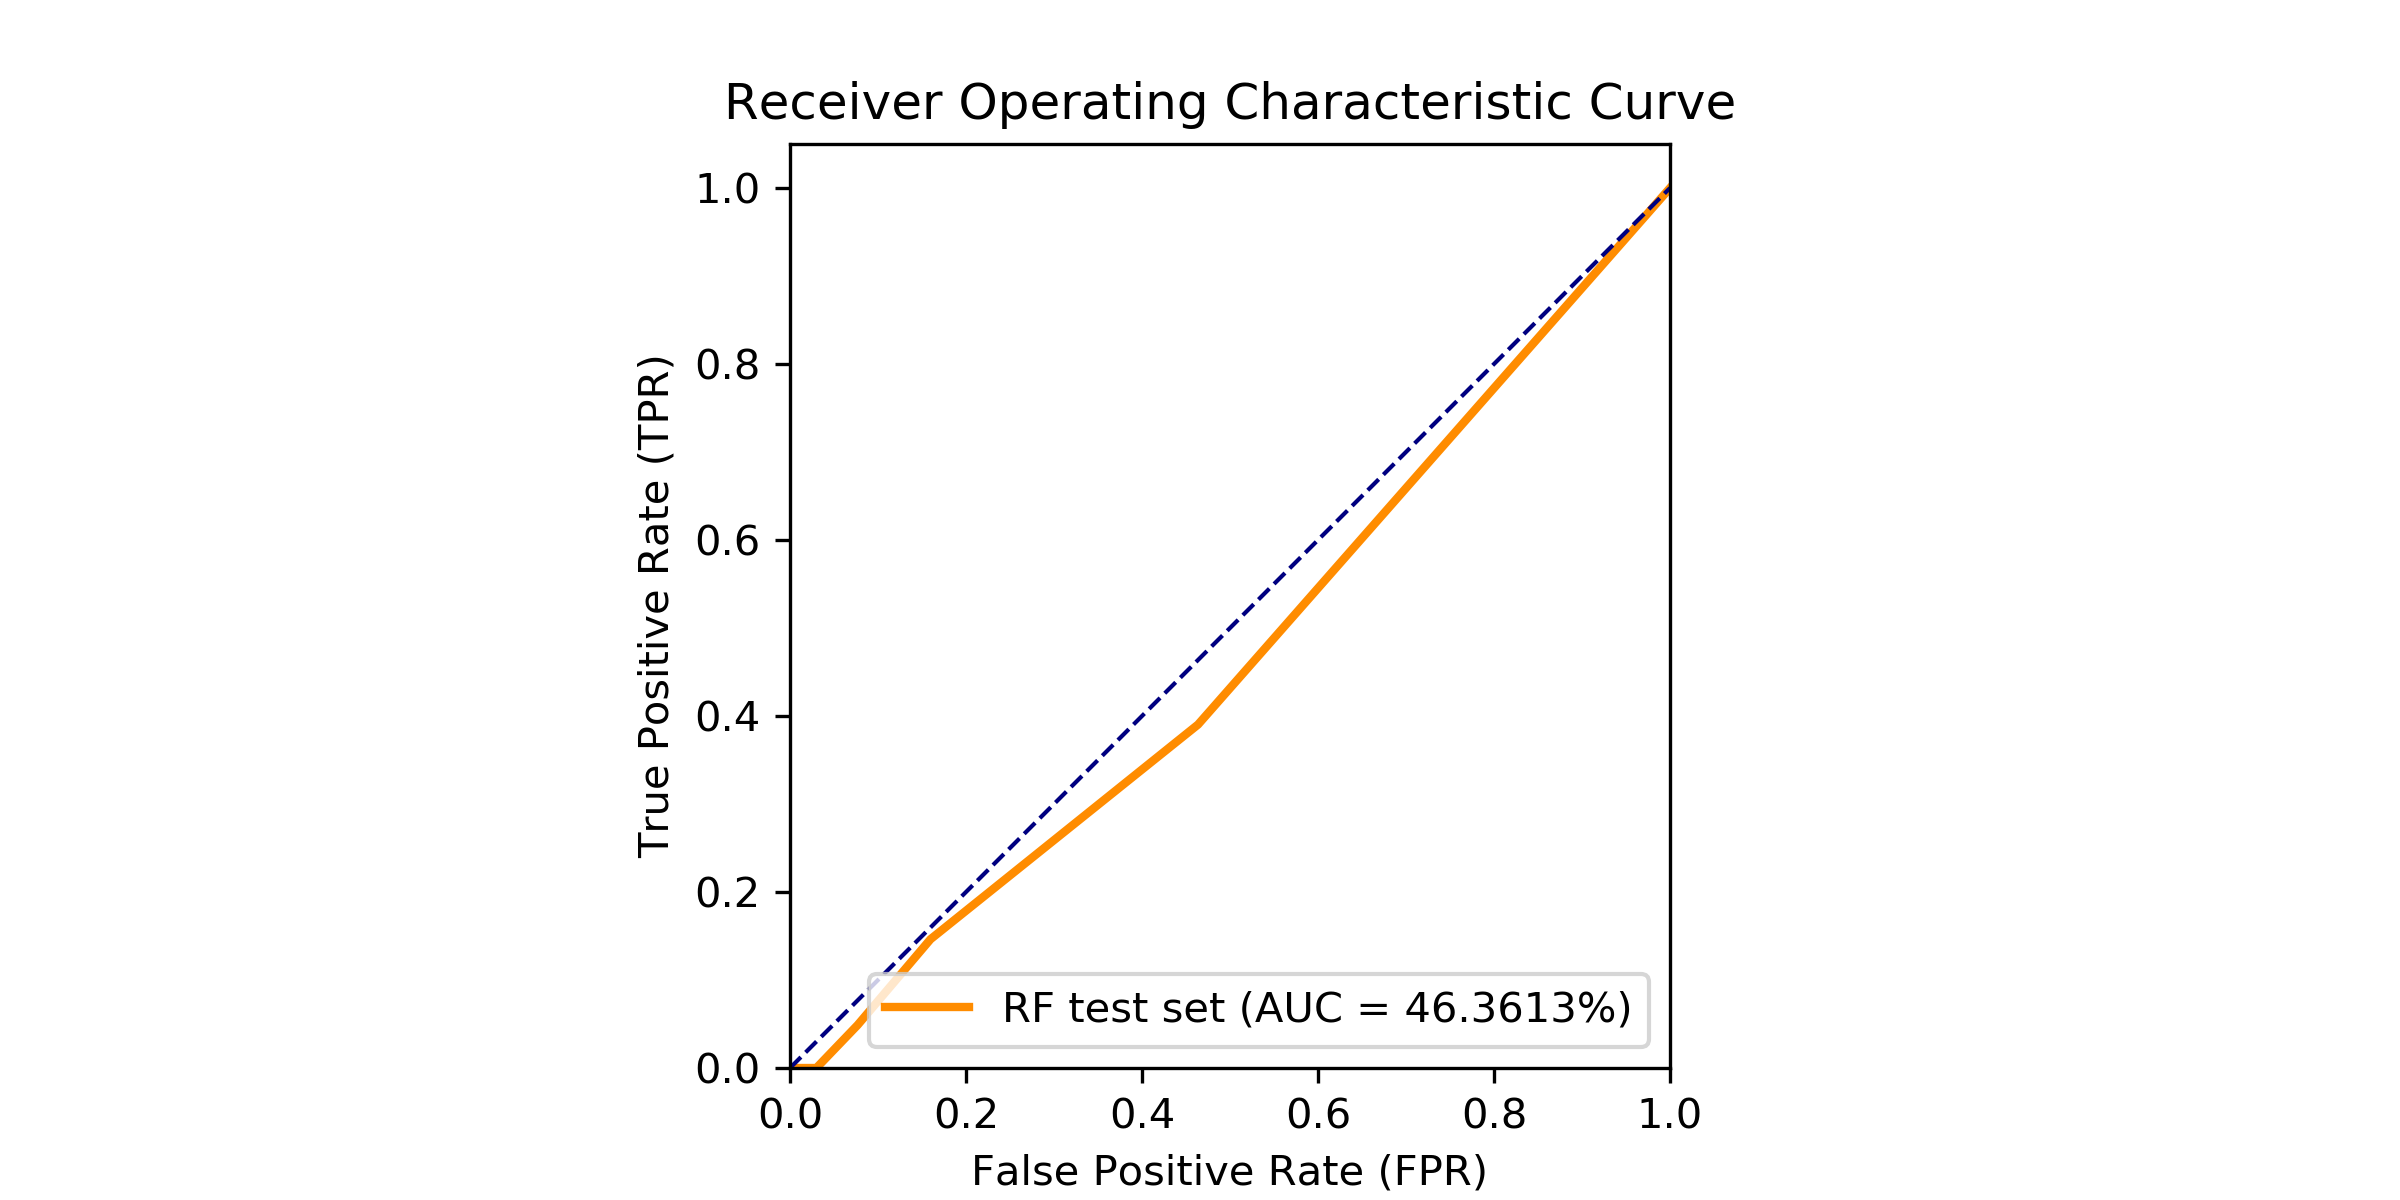 Receiver Operating Characteristic Curve
True Positive Rate (TPR)
1.0
0.8
0.6
0.4
0.2
0.0
RF test set (AUC = 46.3613%)
0.0 0.2 0.4 0.6 0.8 1.0
False Positive Rate (FPR)